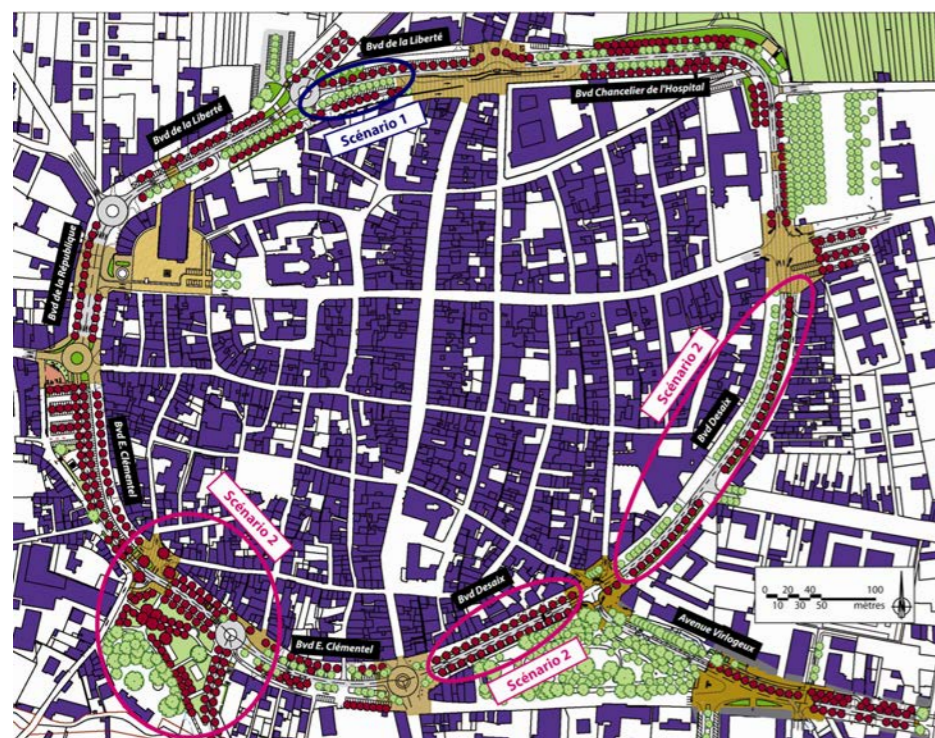 Bvd de la Liberté
Bvd Chancelier de l'Hospital
Bvd de la Liberté
Scénario 1
Bvd de la République
Scénario 2
Bvd Desaix
Bvd E. Clémentel
Scénario 2
Bvd Desaix
0 20 40 100
10 30 50 mètres
N
Avenue Virlogeux
Bvd E. Clémentel
Scénario 2